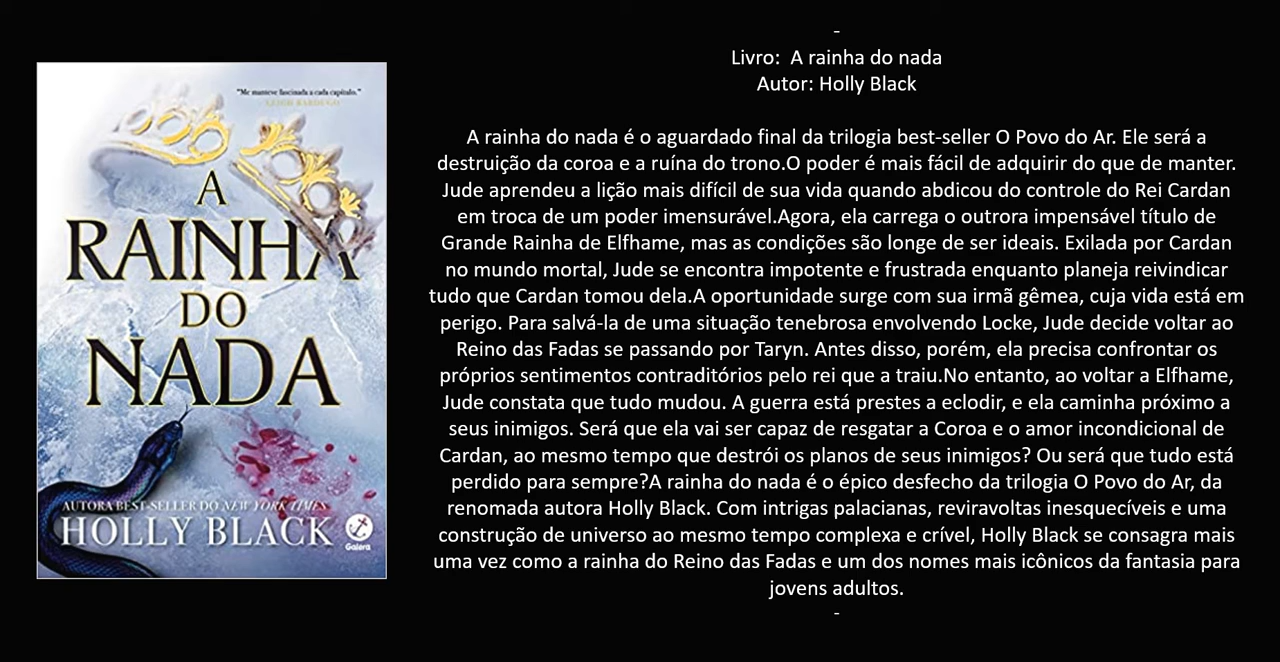 "Me manteve fascinada a cada capítulo."
LEIGH BARDUGO
A
RAINHA
DO
NADA
AUTORA BEST-SELLER DO NEW YORK TIMES
HOLLY BLACK
Galera
-
Livro:  A rainha do nada
Autor: Holly Black
A rainha do nada é o aguardado final da trilogia best-seller O Povo do Ar. Ele será a
destruição da coroa e a ruína do trono.O poder é mais fácil de adquirir do que de manter.
Jude aprendeu a lição mais difícil de sua vida quando abdicou do controle do Rei Cardan
em troca de um poder imensurável.Agora, ela carrega o outrora impensável título de
Grande Rainha de Elfhame, mas as condições são longe de ser ideais. Exilada por Cardan
no mundo mortal, Jude se encontra impotente e frustrada enquanto planeja reivindicar
tudo que Cardan tomou dela.A oportunidade surge com sua irmã gêmea, cuja vida está em
perigo. Para salvá-la de uma situação tenebrosa envolvendo Locke, Jude decide voltar ao
Reino das Fadas se passando por Taryn. Antes disso, porém, ela precisa confrontar os
próprios sentimentos contraditórios pelo rei que a traiu.No entanto, ao voltar a Elfhame,
Jude constata que tudo mudou. A guerra está prestes a eclodir, e ela caminha próximo a
seus inimigos. Será que ela vai ser capaz de resgatar a Coroa e o amor incondicional de
Cardan, ao mesmo tempo que destrói os planos de seus inimigos? Ou será que tudo está
perdido para sempre?A rainha do nada é o épico desfecho da trilogia O Povo do Ar, da
renomada autora Holly Black. Com intrigas palacianas, reviravoltas inesquecíveis e uma
construção de universo ao mesmo tempo complexa e crível, Holly Black se consagra mais
uma vez como a rainha do Reino das Fadas e um dos nomes mais icônicos da fantasia para
jovens adultos.
-